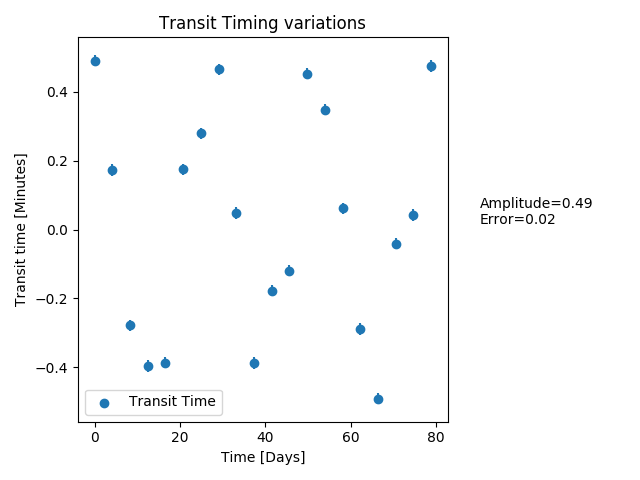 Transit Timing variations
Transit time [Minutes]
0.4
0.2
0.0
−0.2
−0.4
Amplitude=0.49
Error=0.02
Transit Time
0
20
40
60
80
Time [Days]